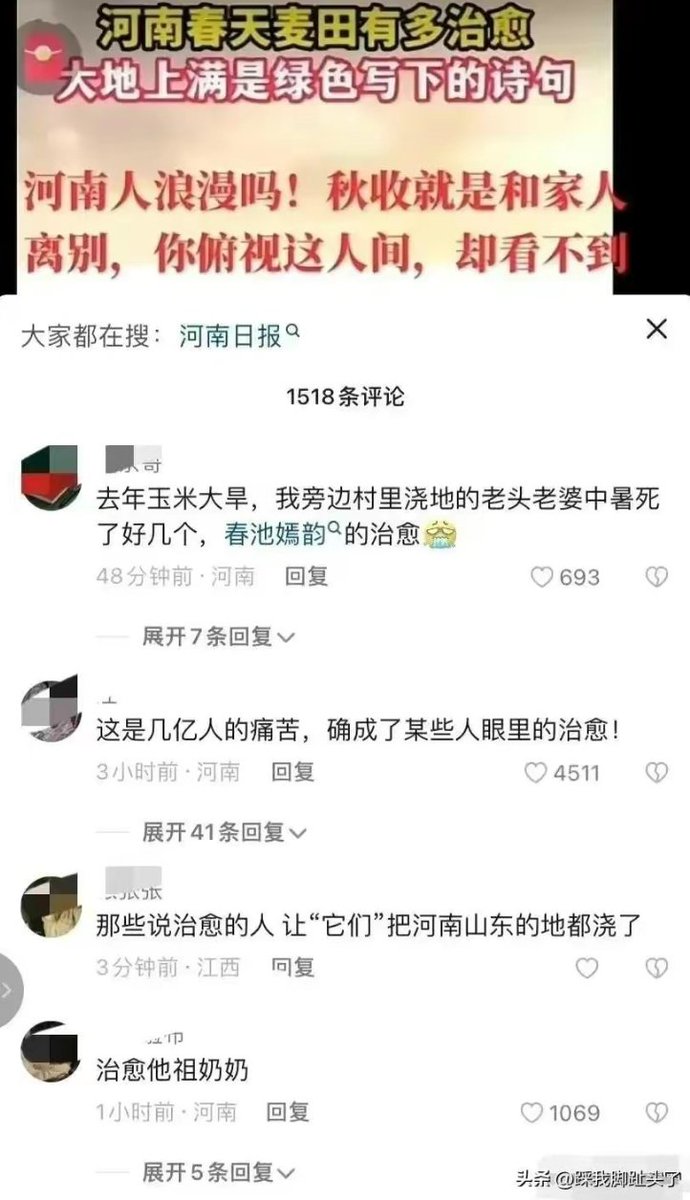 河南春天麦田有多治愈
大地上满是绿色写下的诗句
河南人浪漫吗！秋收就是和家人
离别，你俯视这人间，却看不到
大家都在搜：河南日报
1518条评论
去年玉米大旱，我旁边村里浇地的老头老婆中暑死
了好几个，春池嫣韵的治愈😭
48分钟前·河南 回复 693
展开7条回复
这是几亿人的痛苦，确成了某些人眼里的治愈！
3小时前·河南 回复 4511
展开41条回复
那些说治愈的人 让“它们”把河南山东的地都浇了
3分钟前·江西 回复
治愈他祖奶奶
1小时前·河南 回复 1069
展开5条回复
头条 @踩我脚趾头了